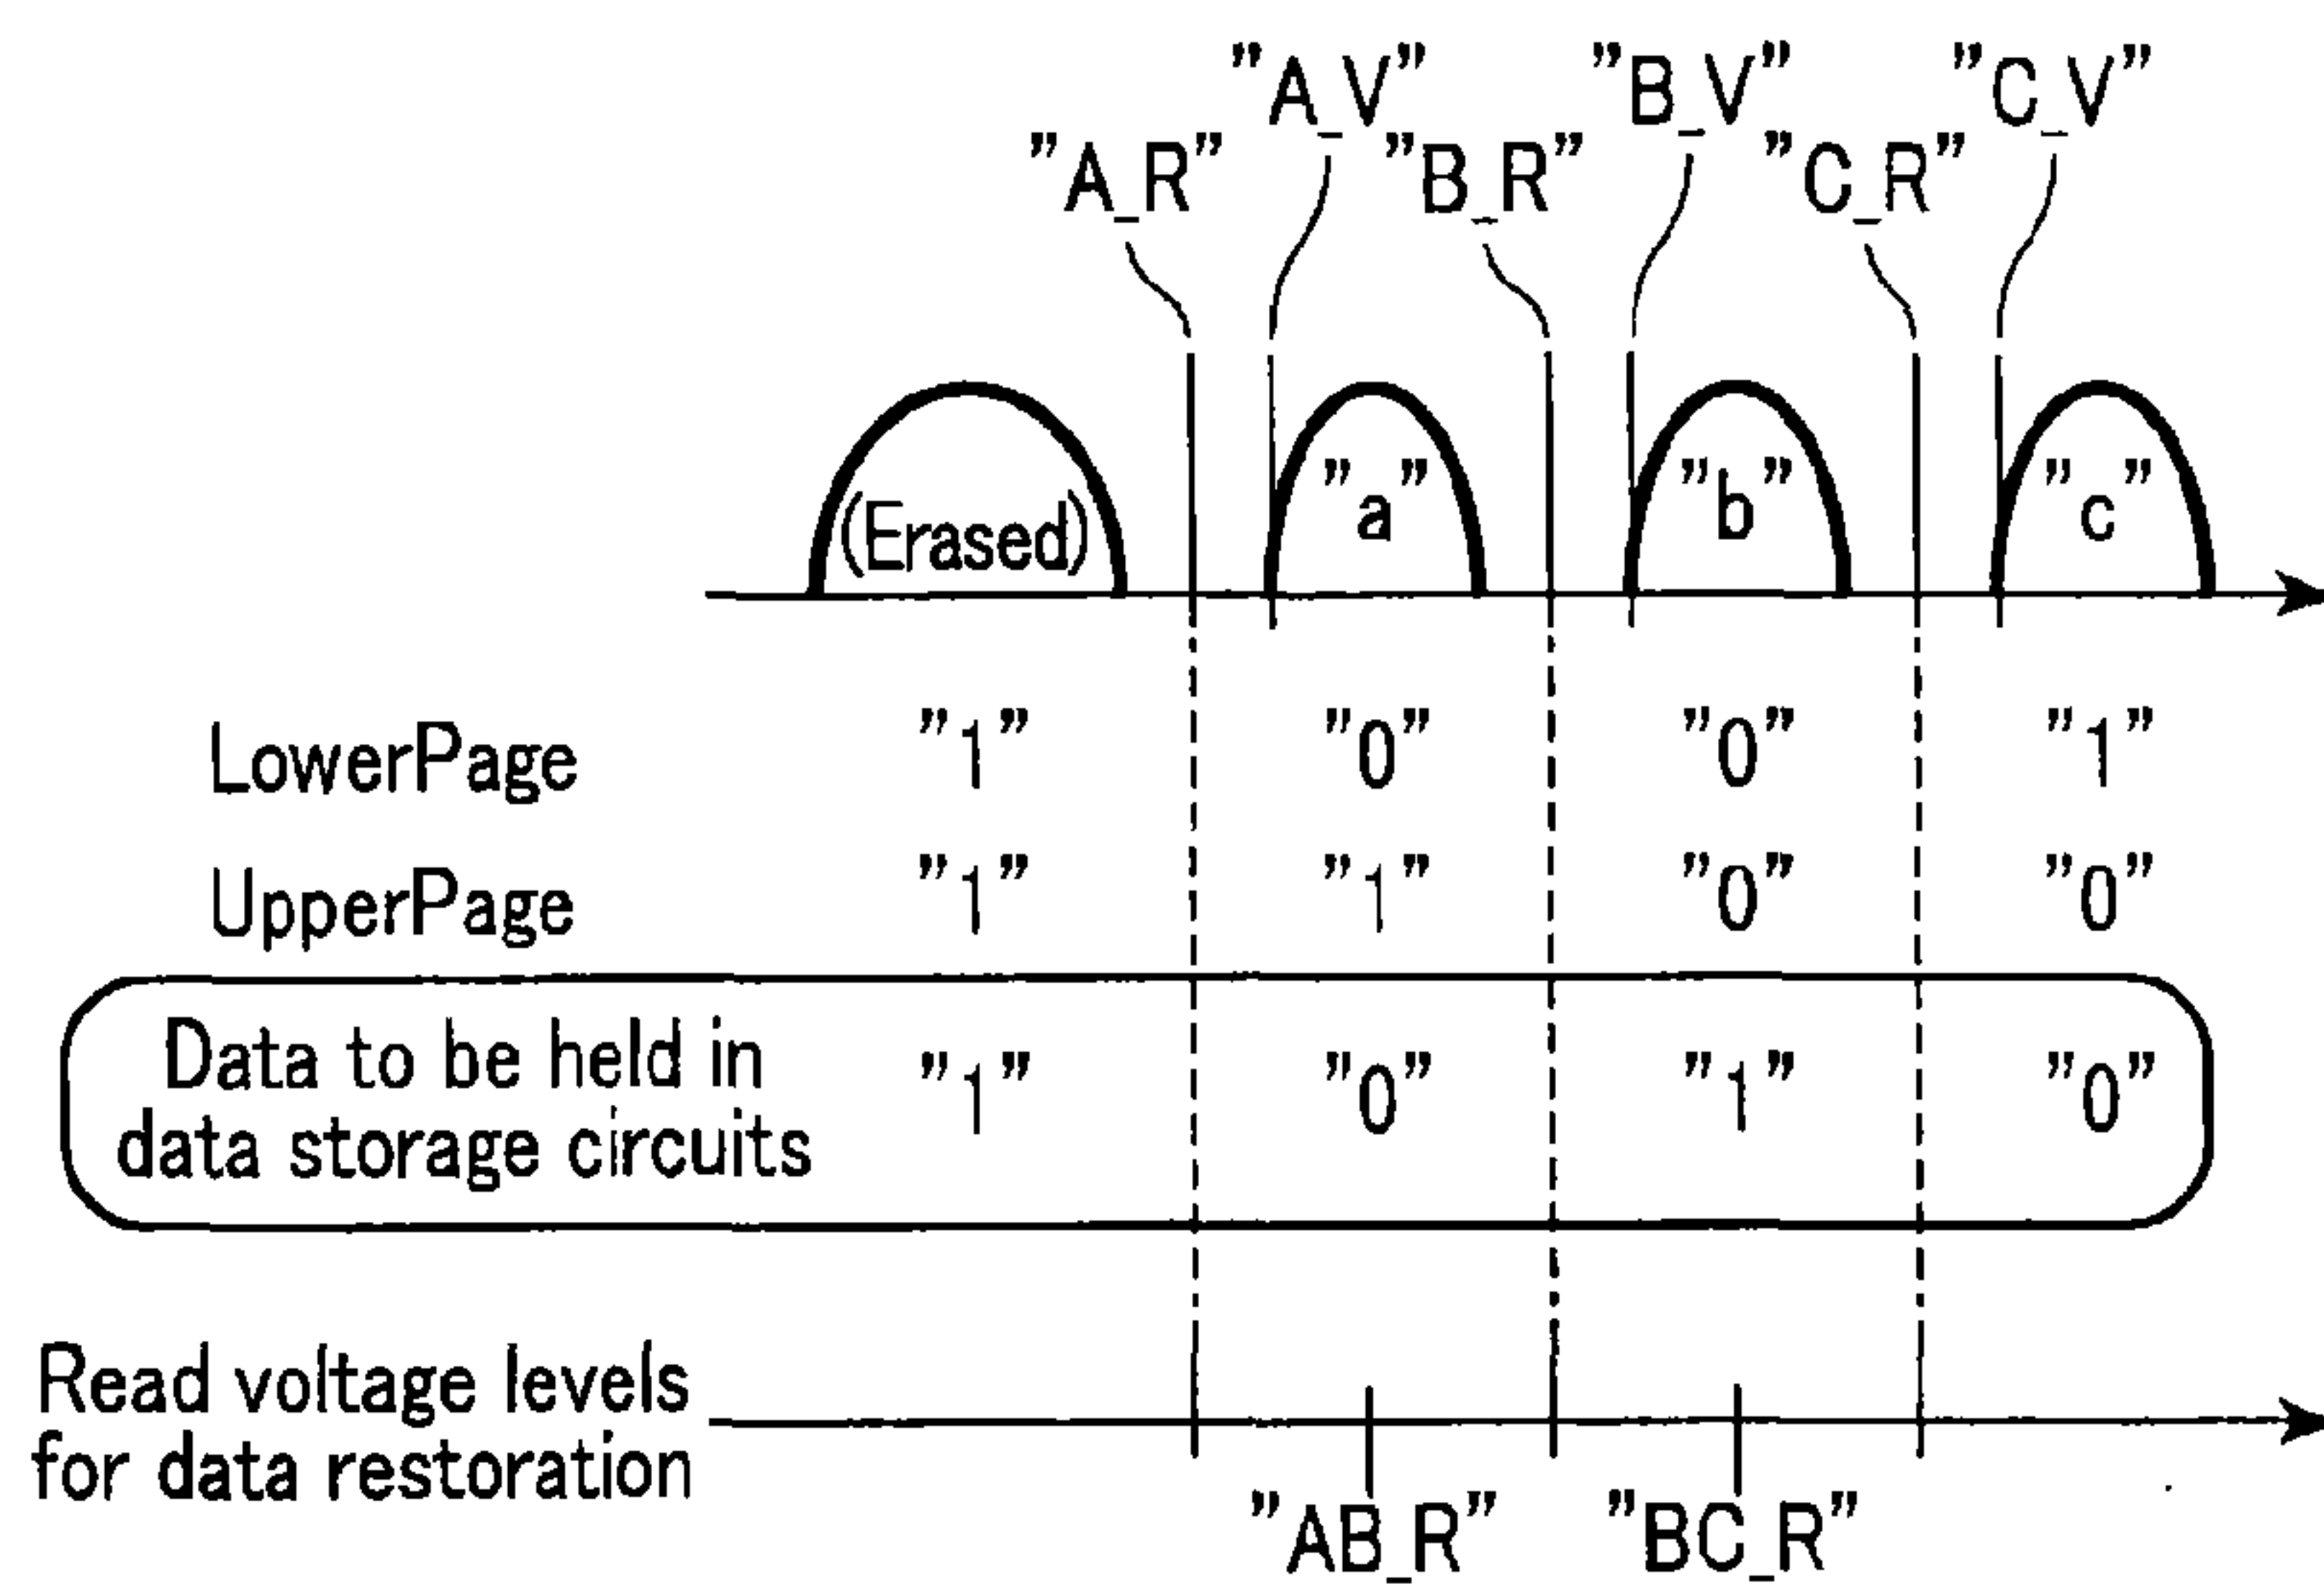 "A_V" "B_V" "C_V"
"A_R" "B_R" "C_R"
(Erased) "a" "b" "c"
LowerPage "1" "0" "0" "1"
UpperPage "1" "1" "0" "0"
Data to be held in
data storage circuits "1" "0" "1" "0"
Read voltage levels
for data restoration
"AB_R" "BC_R"